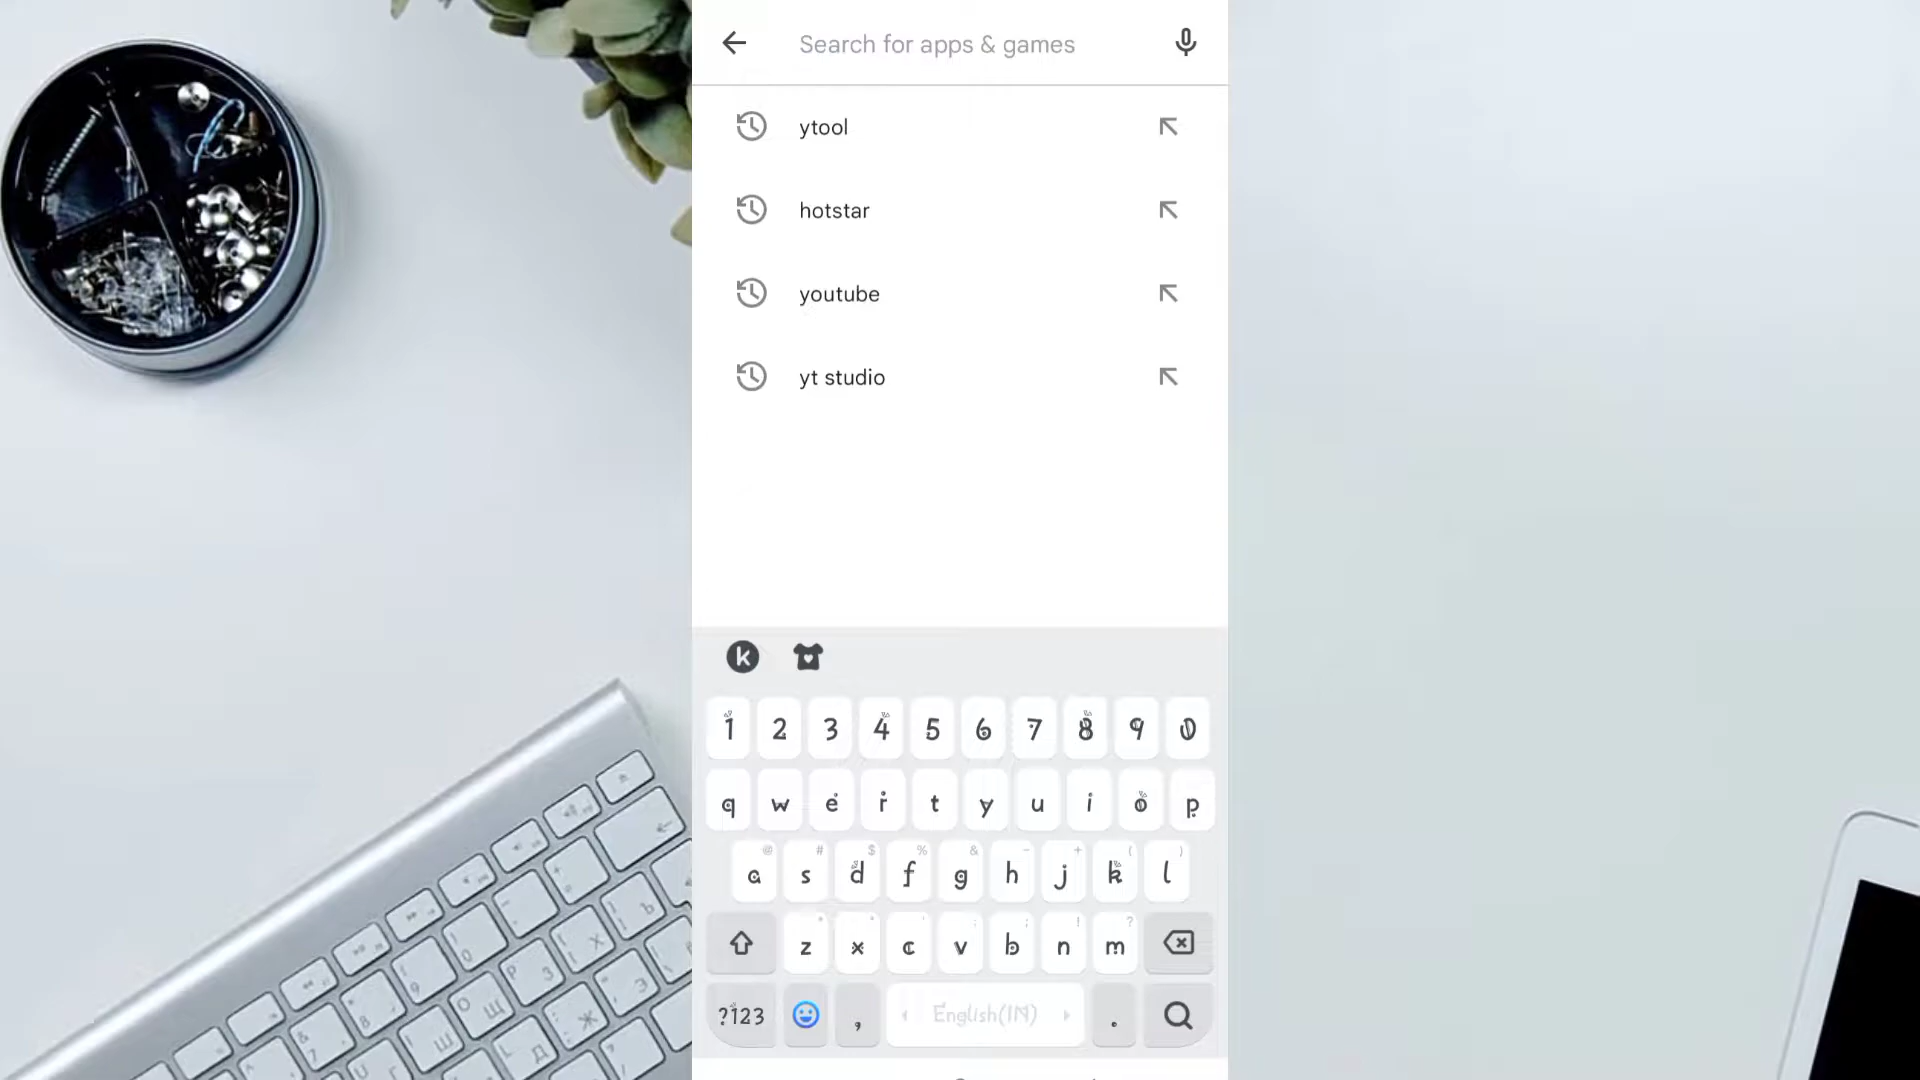 Search for apps & games
ytool
hotstar
youtube
yt studio
k
1 2 3 4 5 6 7 8 9 0
q w e r t y u i o p
@ # $ % & - + ( )
a s d f g h j k l
* " ' : ; ! ?
z x c v b n m
?123 , English(IN) .